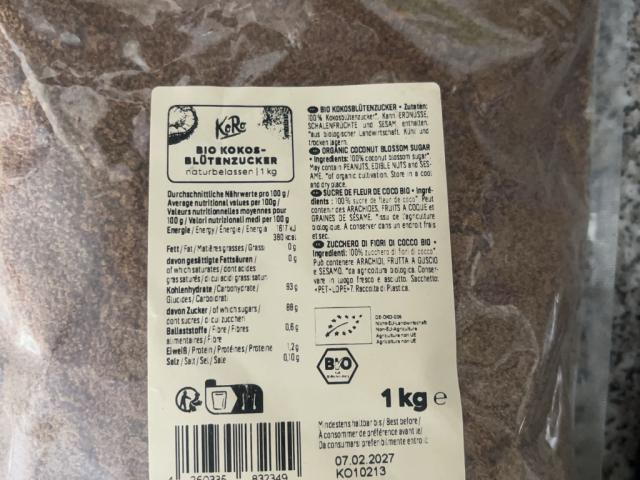 KoRo
BIO KOKOS-
BLÜTENZUCKER
naturbelassen | 1 kg
Durchschnittliche Nährwerte pro 100 g /
Average nutritional values per 100g /
Valeurs nutritionnelles moyennes pour
100 g / Valori nutrizionali medi per 100 g
Energie / Energy / Énergie / Energia 1617 kJ
380 kcal
Fett / Fat / Matières grasses / Grassi 0 g
davon gesättigte Fettsäuren / 0 g
of which saturates / dont acides
gras saturés / di cui acidi grassi saturi
Kohlenhydrate / Carbohydrate / 93 g
Glucides / Carboidrati
davon Zucker / of which sugars / 88 g
dont sucres / di cui zuccheri
Ballaststoffe / Fibre / Fibres 0,6 g
alimentaires / Fibre
Eiweiß / Protein / Protéines / Proteine 1,2 g
Salz / Salt / Sel / Sale 0,10 g
BIO KOKOSBLÜTENZUCKER • Zutaten:
100% Kokosblütenzucker*. Kann ERDNÜSSE,
SCHALENFRÜCHTE und SESAM enthalten.
*aus biologischer Landwirtschaft. Kühl und
trocken lagern.
ORGANIC COCONUT BLOSSOM SUGAR
• Ingredients: 100% coconut blossom sugar*.
May contain PEANUTS, EDIBLE NUTS and SES-
AME. *of organic cultivation. Store in a cool
and dry place.
SUCRE DE FLEUR DE COCO BIO • Ingré-
dients : 100% sucre de fleur de coco*. Peut
contenir des ARACHIDES, FRUITS À COQUE et
GRAINES DE SÉSAME. *issu de l'agriculture
biologique. À conserver dans un endroit frais
et sec.
ZUCCHERO DI FIORI DI COCCO BIO •
Ingredienti: 100% zucchero di fiori di cocco*.
Può contenere ARACHIDI, FRUTTA A GUSCIO
e SESAMO. *da agricoltura biologica. Conser-
vare in luogo fresco e asciutto. Sacchetto:
•PET-LDPE•7. Raccolta di Plastica.
Nicht-EU-Landwirtschaft
Non-EU-Agriculture
Agriculture non UE
Agricoltura non UE
BIO
1 kg e
Mindestens haltbar bis / Best before /
À consommer de préférence avant le /
Da consumarsi preferibilmente entro il:
07.02.2027
KO10213
4 260335 832349